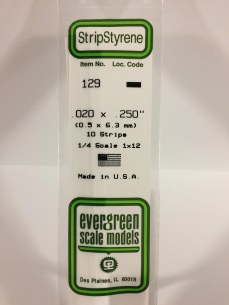 StripStyrene
Item No. Loc. Code
129
.020 x .250"
(0.5 x 6.3 mm)
10 Strips
1/4 Scale 1x12
Made in U.S.A.
evergreen
scale models
Des Plaines, IL 60018